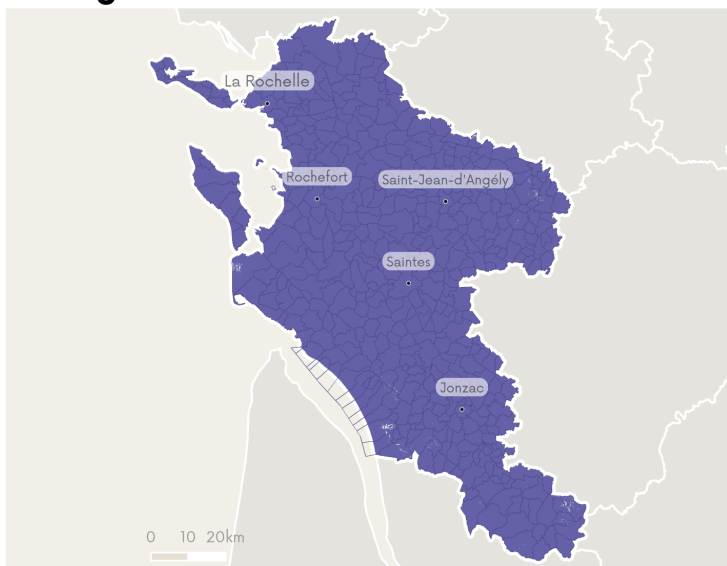 La Rochelle
Rochefort
Saint-Jean-d'Angély
Saintes
Jonzac
0 10 20km